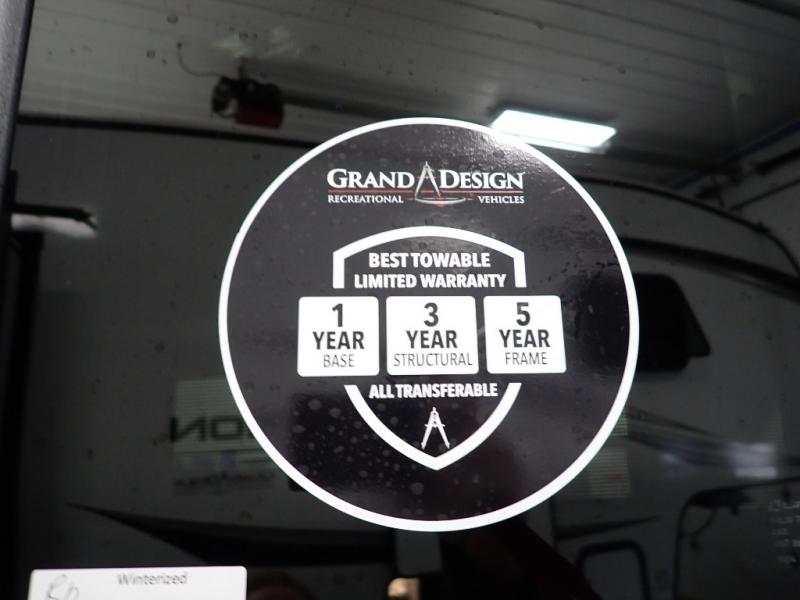 GRAND DESIGN
RECREATIONAL VEHICLES
BEST TOWABLE
LIMITED WARRANTY
1
YEAR
BASE
3
YEAR
STRUCTURAL
5
YEAR
FRAME
ALL TRANSFERABLE
Winterized